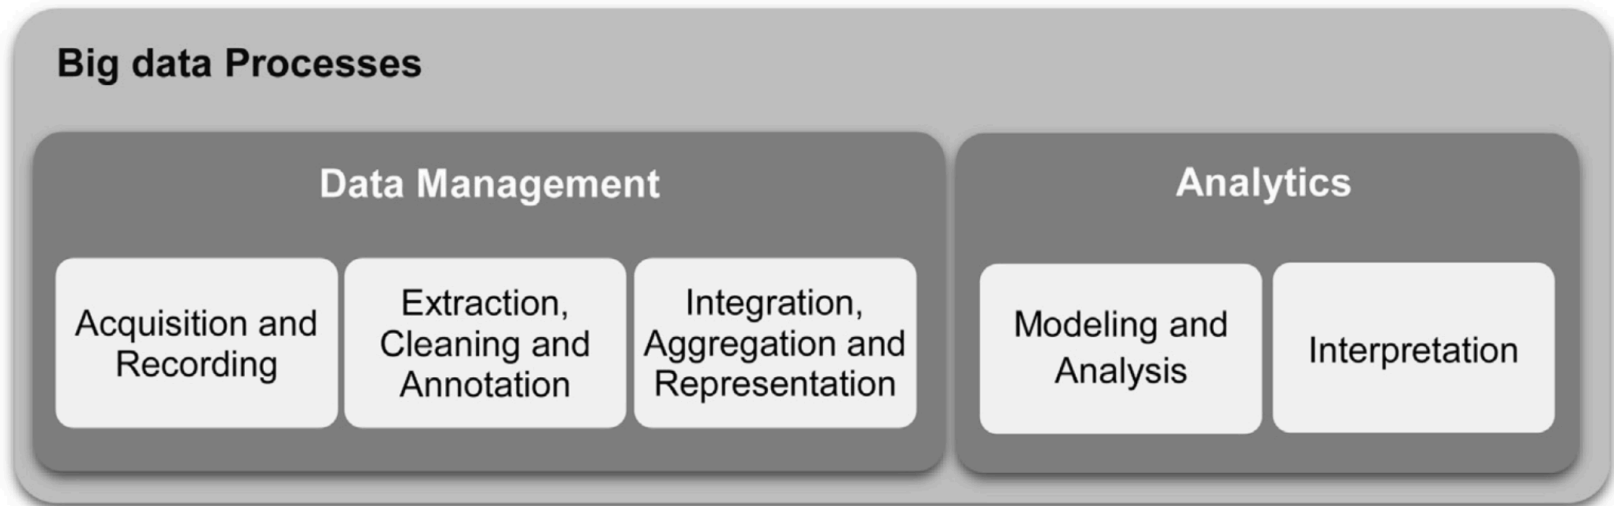 Big data Processes
Data Management
Acquisition and
Recording
Extraction,
Cleaning and
Annotation
Integration,
Aggregation and
Representation
Analytics
Modeling and
Analysis
Interpretation